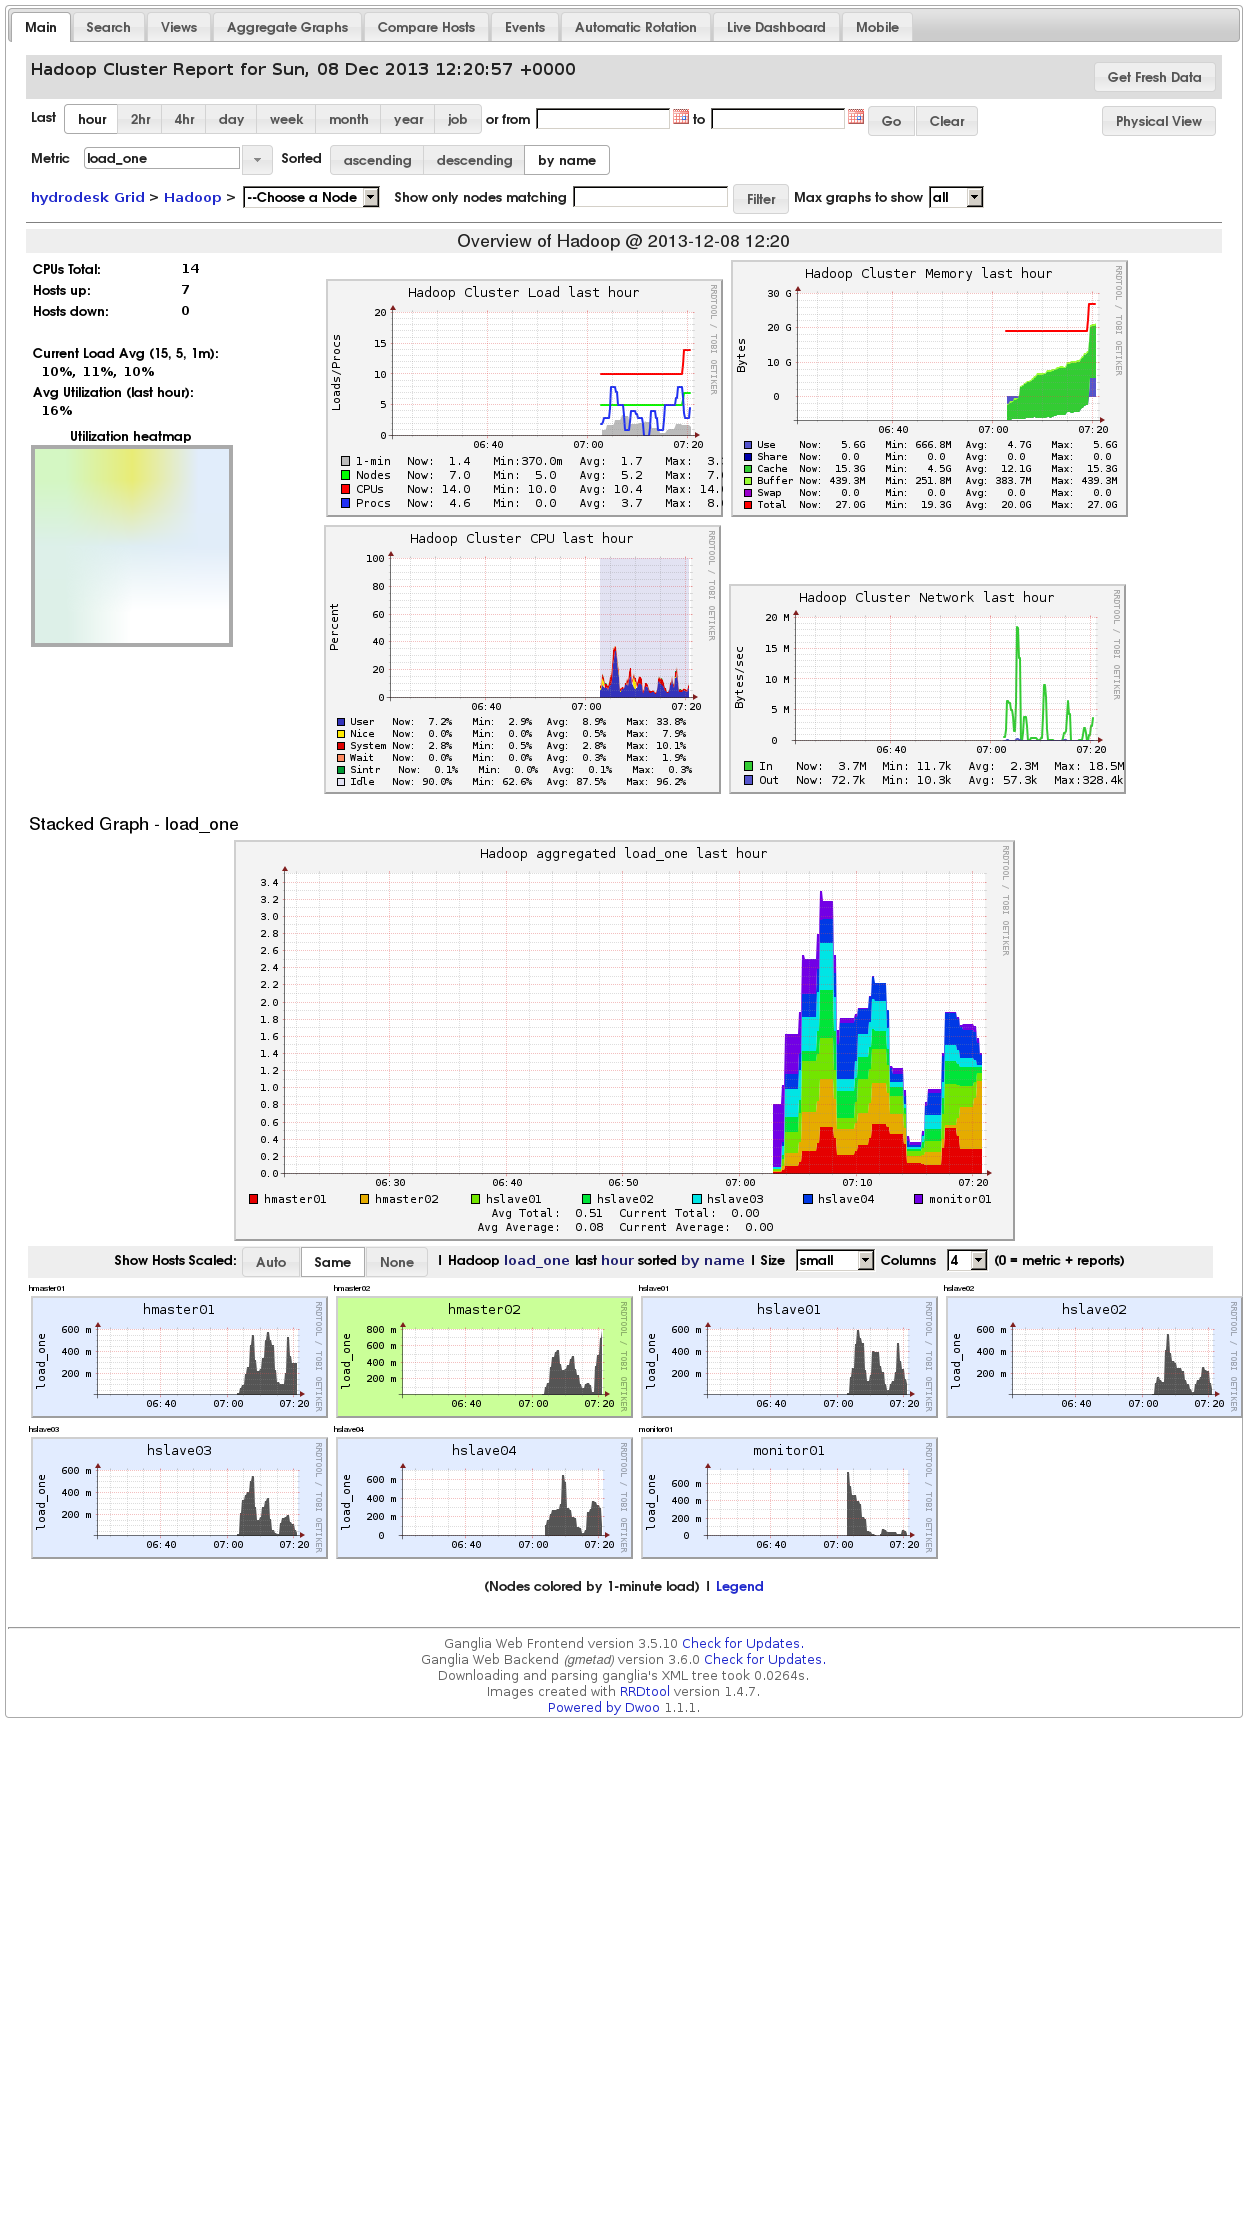 Main Search Views Aggregate Graphs Compare Hosts Events Automatic Rotation Live Dashboard Mobile
Hadoop Cluster Report for Sun, 08 Dec 2013 12:20:57 +0000
Get Fresh Data
Last hour 2hr 4hr day week month year job or from to Go Clear Physical View
Metric load_one Sorted ascending descending by name
hydrodesk Grid > Hadoop > --Choose a Node Show only nodes matching Filter Max graphs to show all
Overview of Hadoop @ 2013-12-08 12:20
CPUs Total: 14
Hosts up: 7
Hosts down: 0
Current Load Avg (15, 5, 1m):
10%, 11%, 10%
Avg Utilization (last hour):
16%
Utilization heatmap
Hadoop Cluster Load last hour
RRDTOOL / TOBI OETIKER
Loads/Procs
20
15
10
5
0
06:40 07:00 07:20
1-min Now: 1.4 Min:370.0m Avg: 1.7 Max: 3.
Nodes Now: 7.0 Min: 5.0 Avg: 5.2 Max: 7.
CPUs Now: 14.0 Min: 10.0 Avg: 10.4 Max: 14.
Procs Now: 4.6 Min: 0.0 Avg: 3.7 Max: 8.
Hadoop Cluster Memory last hour
RRDTOOL / TOBI OETIKER
Bytes
30 G
20 G
10 G
0
06:40 07:00 07:20
Use Now: 5.6G Min: 666.8M Avg: 4.7G Max: 5.6G
Share Now: 0.0 Min: 0.0 Avg: 0.0 Max: 0.0
Cache Now: 15.3G Min: 4.5G Avg: 12.1G Max: 15.3G
Buffer Now: 439.3M Min: 251.8M Avg: 383.7M Max: 439.3M
Swap Now: 0.0 Min: 0.0 Avg: 0.0 Max: 0.0
Total Now: 27.0G Min: 19.3G Avg: 20.0G Max: 27.0G
Hadoop Cluster CPU last hour
RRDTOOL / TOBI OETIKER
Percent
100
80
60
40
20
0
06:40 07:00 07:20
User Now: 7.2% Min: 2.9% Avg: 8.9% Max: 33.8%
Nice Now: 0.0% Min: 0.0% Avg: 0.5% Max: 7.9%
System Now: 2.8% Min: 0.5% Avg: 2.8% Max: 10.1%
Wait Now: 0.0% Min: 0.0% Avg: 0.3% Max: 1.9%
Sintr Now: 0.1% Min: 0.0% Avg: 0.1% Max: 0.3%
Idle Now: 90.0% Min: 62.6% Avg: 87.5% Max: 96.2%
Hadoop Cluster Network last hour
RRDTOOL / TOBI OETIKER
Bytes/sec
20 M
15 M
10 M
5 M
0
06:40 07:00 07:20
In Now: 3.7M Min: 11.7k Avg: 2.3M Max: 18.5M
Out Now: 72.7k Min: 10.3k Avg: 57.3k Max:328.4k
Stacked Graph - load_one
Hadoop aggregated load_one last hour
RRDTOOL / TOBI OETIKER
3.4
3.2
3.0
2.8
2.6
2.4
2.2
2.0
1.8
1.6
1.4
1.2
1.0
0.8
0.6
0.4
0.2
0.0
06:30 06:40 06:50 07:00 07:10 07:20
hmaster01 hmaster02 hslave01 hslave02 hslave03 hslave04 monitor01
Avg Total: 0.51 Current Total: 0.00
Avg Average: 0.08 Current Average: 0.00
Show Hosts Scaled: Auto Same None | Hadoop load_one last hour sorted by name | Size small Columns 4 (0 = metric + reports)
hmaster01 hmaster02 hslave01 hslave02
hmaster01
RRDTOOL / TOBI OETIKER
load_one
600 m
400 m
200 m
06:40 07:00 07:20
hmaster02
RRDTOOL / TOBI OETIKER
load_one
800 m
600 m
400 m
200 m
06:40 07:00 07:20
hslave01
RRDTOOL / TOBI OETIKER
load_one
600 m
400 m
200 m
06:40 07:00 07:20
hslave02
RRDTOOL / TOBI OETIKER
load_one
600 m
400 m
200 m
06:40 07:00 07:20
hslave03 hslave04 monitor01
hslave03
RRDTOOL / TOBI OETIKER
load_one
600 m
400 m
200 m
06:40 07:00 07:20
hslave04
RRDTOOL / TOBI OETIKER
load_one
600 m
400 m
200 m
0
06:40 07:00 07:20
monitor01
RRDTOOL / TOBI OETIKER
load_one
600 m
400 m
200 m
0
06:40 07:00 07:20
(Nodes colored by 1-minute load) | Legend
Ganglia Web Frontend version 3.5.10 Check for Updates.
Ganglia Web Backend (gmetad) version 3.6.0 Check for Updates.
Downloading and parsing ganglia's XML tree took 0.0264s.
Images created with RRDtool version 1.4.7.
Powered by Dwoo 1.1.1.